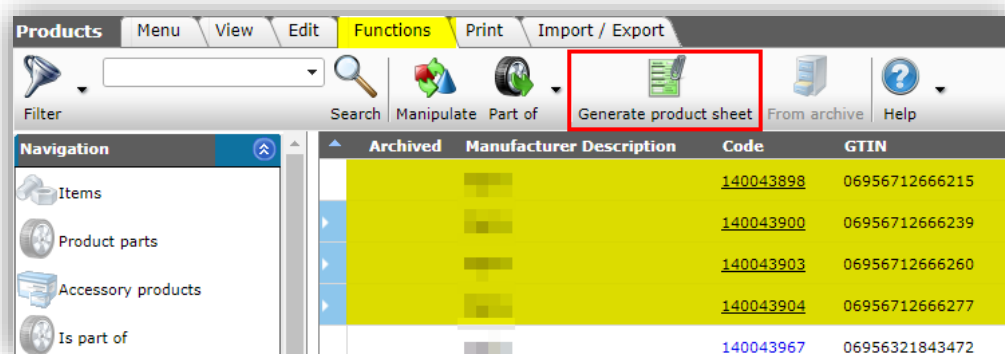 Products Menu View Edit Functions Print Import / Export
Filter Search Manipulate Part of Generate product sheet From archive Help
Navigation Archived Manufacturer Description Code GTIN
Items 140043898 06956712666215
140043900 06956712666239
Product parts
140043903 06956712666260
Accessory products 140043904 06956712666277
Is part of 140043967 06956321843472